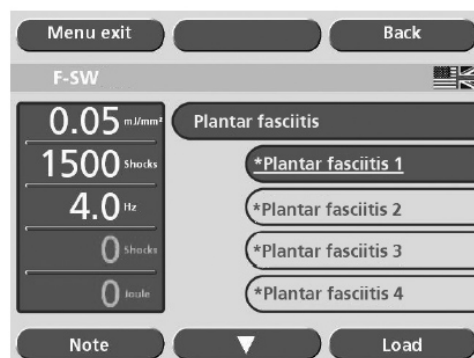 Menu exit
Back
F-SW
0.05 mJ/mm²
Plantar fasciitis
1500 Shocks
*Plantar fasciitis 1
4.0 Hz
*Plantar fasciitis 2
0 Shocks
*Plantar fasciitis 3
0 Joule
*Plantar fasciitis 4
Note
Load